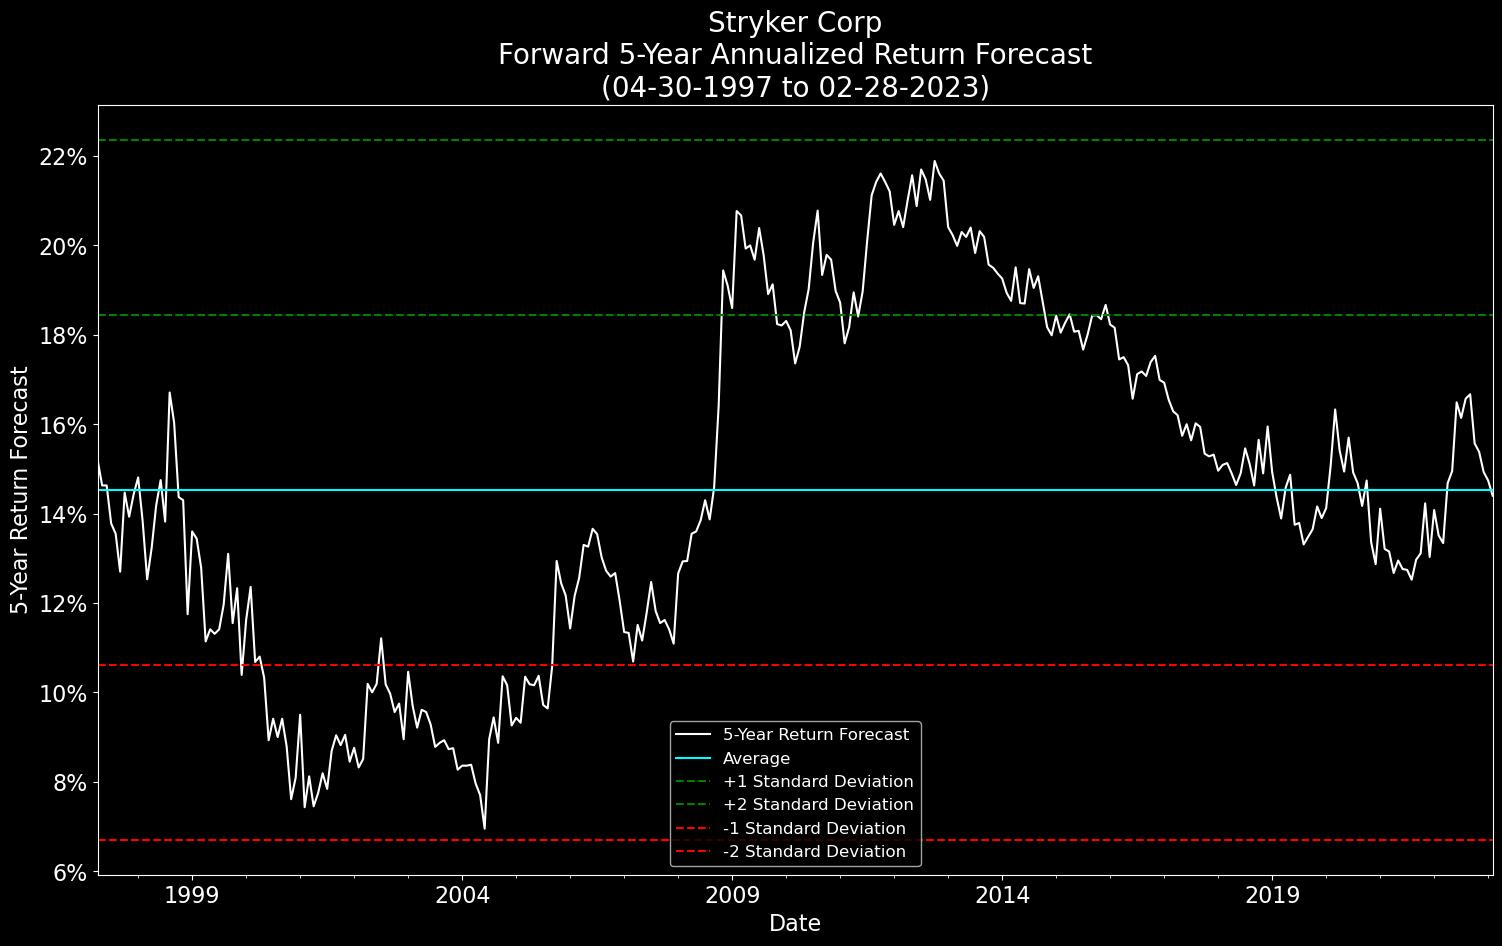 Stryker Corp
Forward 5-Year Annualized Return Forecast
(04-30-1997 to 02-28-2023)
5-Year Return Forecast
22%
20%
18%
16%
14%
12%
10%
8%
6%
5-Year Return Forecast
Average
+1 Standard Deviation
+2 Standard Deviation
-1 Standard Deviation
-2 Standard Deviation
1999 2004 2009 2014 2019
Date